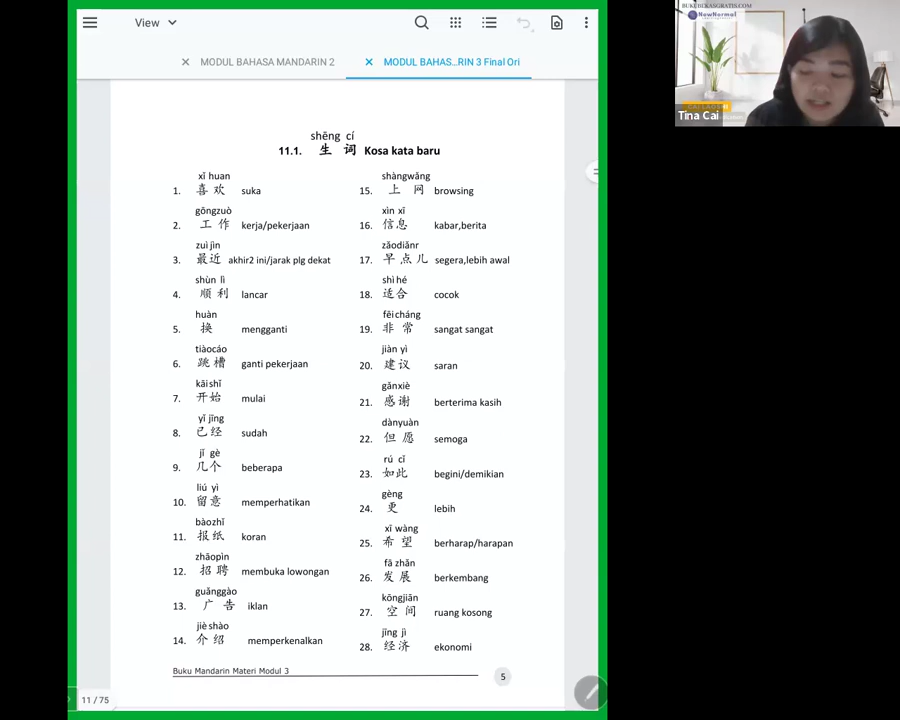 View
MODUL BAHASA MANDARIN 2
MODUL BAHAS...RIN 3 Final Ori
shēng cí
11.1. 生 词 Kosa kata baru
xǐ huan
1. 喜 欢 suka
gōngzuò
2. 工 作 kerja/pekerjaan
zuì jìn
3. 最近 akhir2 ini/jarak plg dekat
shùn lì
4. 顺 利 lancar
huàn
5. 换 mengganti
tiàocáo
6. 跳 槽 ganti pekerjaan
kāishǐ
7. 开始 mulai
yǐ jīng
8. 已经 sudah
jǐ gè
9. 几个 beberapa
liú yì
10. 留 意 memperhatikan
bàozhǐ
11. 报 纸 koran
zhāopìn
12. 招 聘 membuka lowongan
guǎnggào
13. 广 告 iklan
jiè shào
14. 介 绍 memperkenalkan
shàngwǎng
15. 上 网 browsing
xìn xī
16. 信息 kabar,berita
zǎodiǎnr
17. 早 点 儿 segera,lebih awal
shì hé
18. 适合 cocok
fēicháng
19. 非 常 sangat sangat
jiàn yì
20. 建议 saran
gǎnxiè
21. 感谢 berterima kasih
dànyuàn
22. 但 愿 semoga
rú cǐ
23. 如此 begini/demikian
gèng
24. 更 lebih
xī wàng
25. 希 望 berharap/harapan
fā zhǎn
26. 发 展 berkembang
kōngjiān
27. 空 间 ruang kosong
jīng jì
28. 经济 ekonomi
Buku Mandarin Materi Modul 3
5
11 / 75
BUKUBEKASGRATIS.COM
NewNormal
Tina Cai